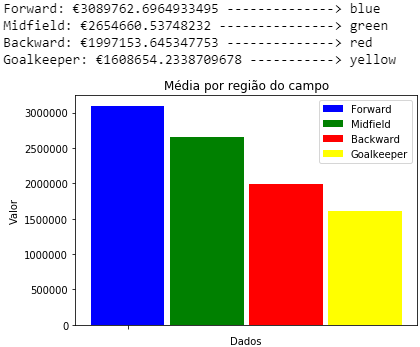 Forward: €3089762.6964933495 ---------------> blue
Midfield: €2654660.53748232 ----------------> green
Backward: €1997153.645347753 ---------------> red
Goalkeeper: €1608654.2338709678 ------------> yellow
Média por região do campo
Forward
Midfield
Backward
Goalkeeper
3000000
2500000
2000000
1500000
1000000
500000
0
Valor
Dados